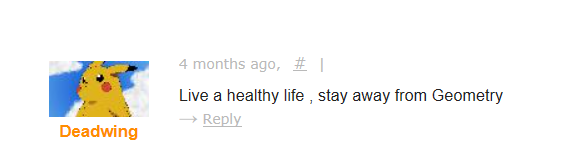 4 months ago, # |
Live a healthy life , stay away from Geometry
→ Reply
Deadwing